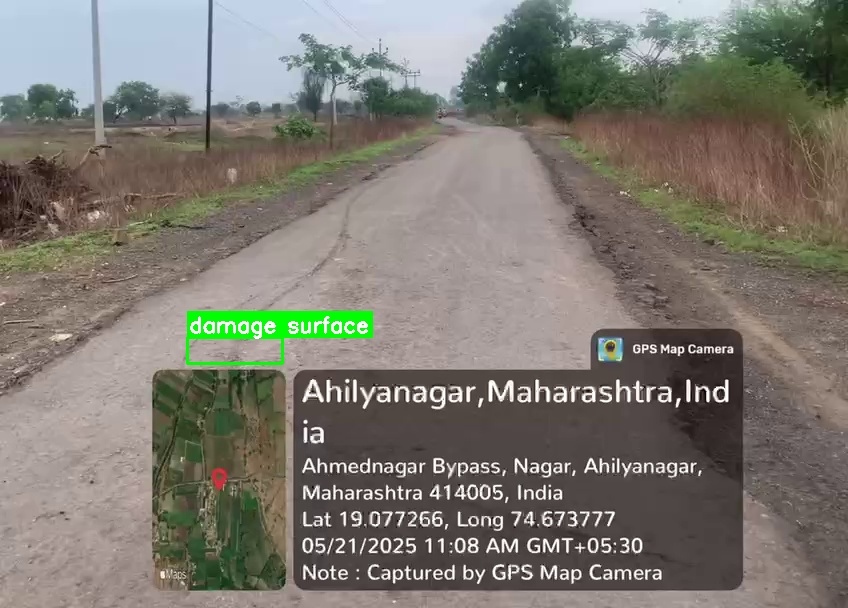 damage surface
GPS Map Camera
Ahilyanagar,Maharashtra,Ind
ia
Ahmednagar Bypass, Nagar, Ahilyanagar,
Maharashtra 414005, India
Lat 19.077266, Long 74.673777
05/21/2025 11:08 AM GMT+05:30
Note : Captured by GPS Map Camera
Maps